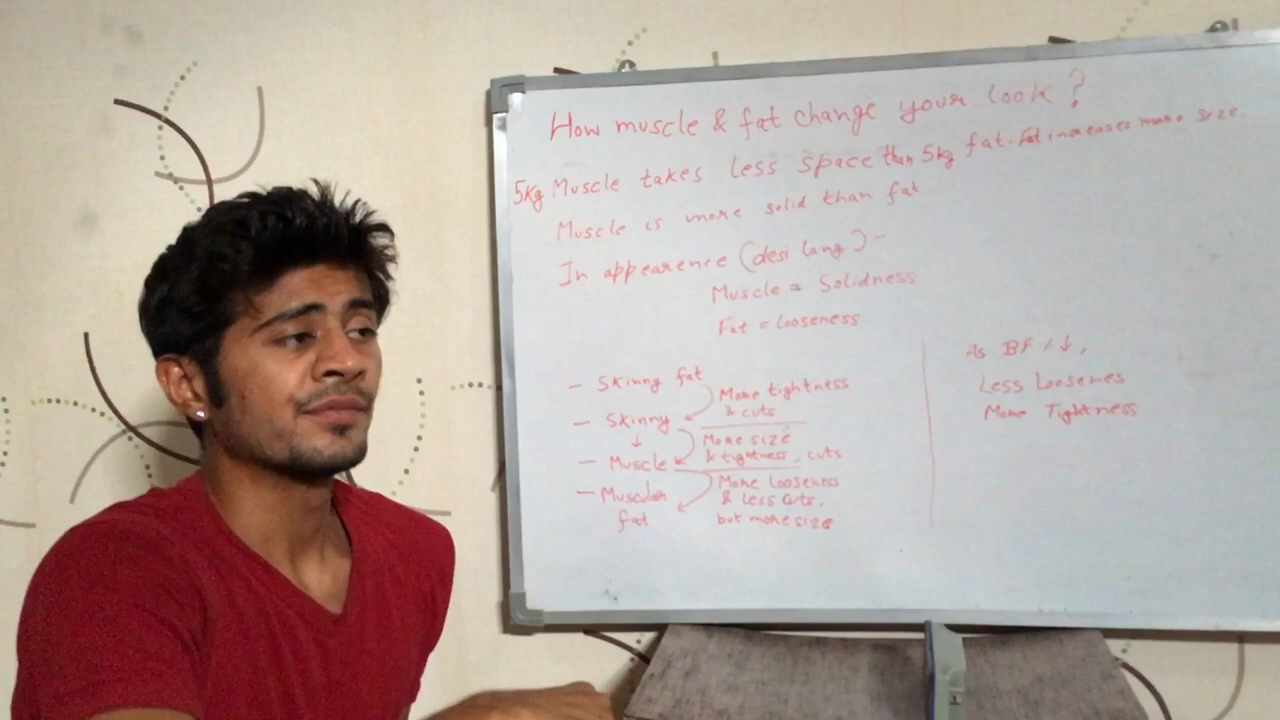 How muscle & fat change your look?
5kg Muscle takes less space than 5kg fat. Fat increases more size.
Muscle is more solid than fat
In appearence (desi lang) -
Muscle = Solidness
Fat = looseness
- Skinny fat
More tightness
& cuts
- Skinny
↓
More size
& tightness cuts
- Muscle
More looseness
& less cuts,
but more size
- Muscular
fat
As BF % ↓,
Less Loosenes
More Tightness